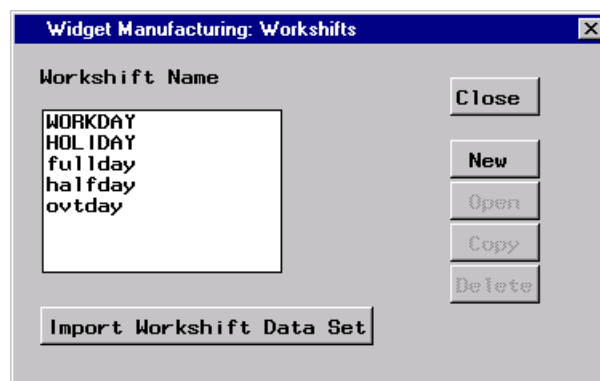 Widget Manufacturing: Workshifts
Workshift Name
Close
WORKDAY
HOLIDAY
fullday
halfday
ovtday
New
Open
Copy
Delete
Import Workshift Data Set